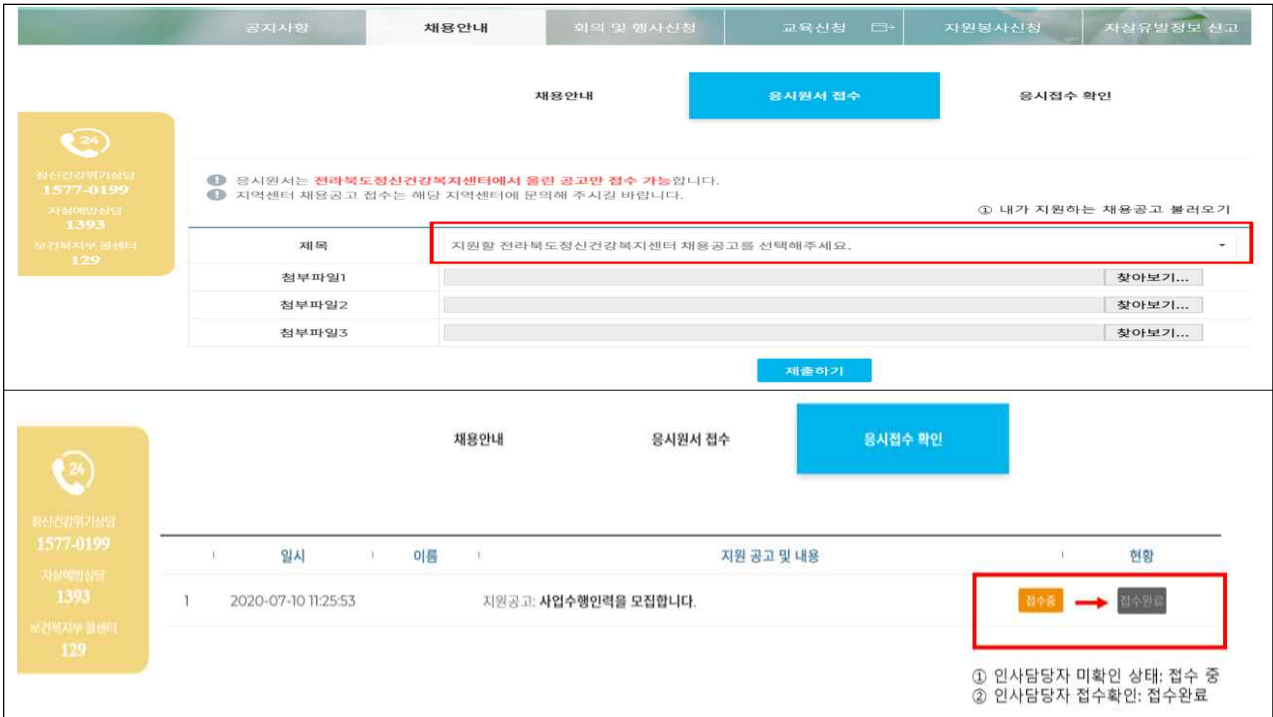 공지사항 채용안내 회의 및 행사신청 교육신청 자원봉사신청 자살유발정보 신고
채용안내 응시원서 접수 응시접수 확인
24
정신건강위기상담
1577-0199
자살예방상담
1393
보건복지부 콜센터
129
응시원서는 전라북도정신건강복지센터에서 올린 공고만 접수 가능합니다.
지역센터 채용공고 접수는 해당 지역센터에 문의해 주시길 바랍니다.
① 내가 지원하는 채용공고 불러오기
제목 지원할 전라북도정신건강복지센터 채용공고를 선택해주세요.
첨부파일1 찾아보기...
첨부파일2 찾아보기...
첨부파일3 찾아보기...
제출하기
채용안내 응시원서 접수 응시접수 확인
24
정신건강위기상담
1577-0199
자살예방상담
1393
보건복지부 콜센터
129
일시 이름 지원 공고 및 내용 현황
1 2020-07-10 11:25:53 지원공고: 사업수행인력을 모집합니다. 접수중 접수완료
① 인사담당자 미확인 상태: 접수 중
② 인사담당자 접수확인: 접수완료